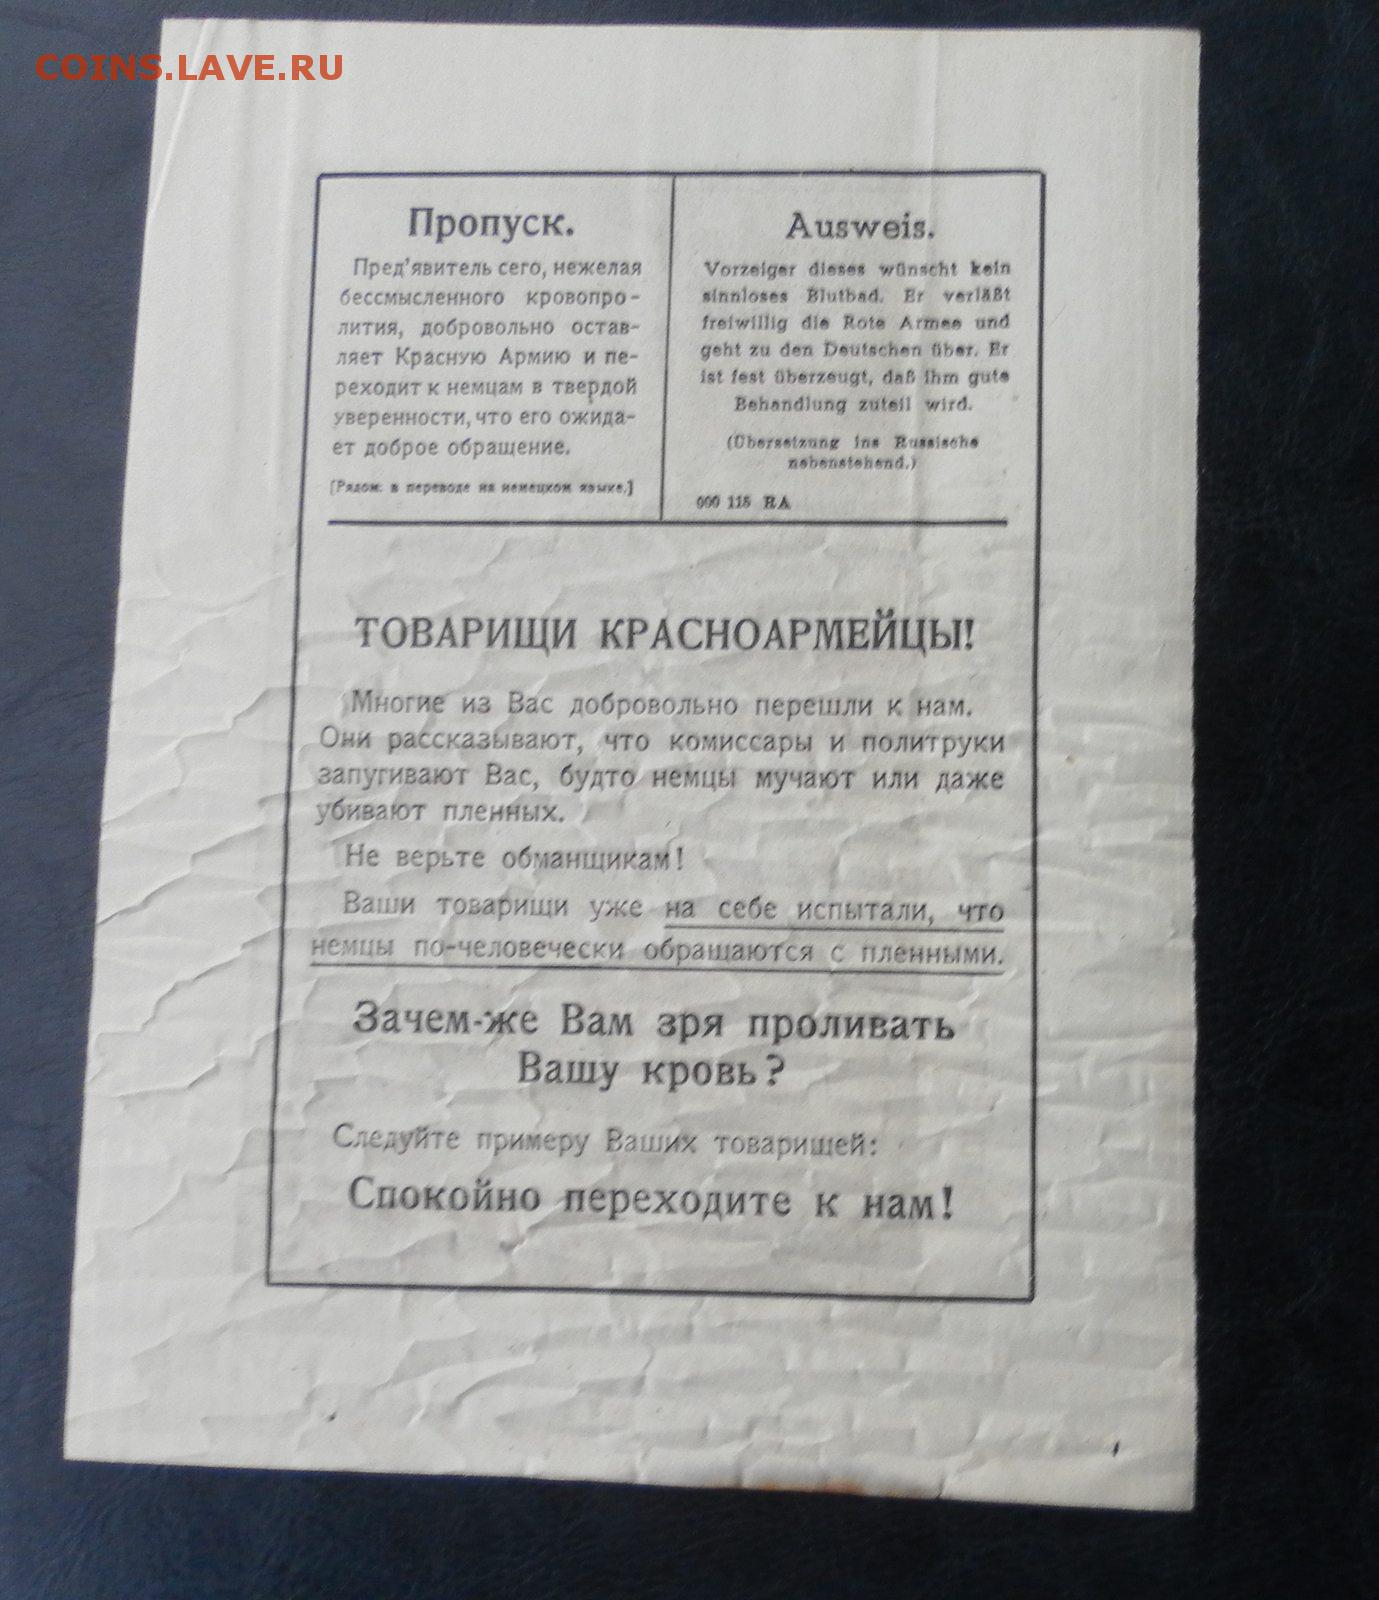 COINS.LAVE.RU
Пропуск.
Пред'явитель сего, нежелая
бессмысленного кровопро-
лития, добровольно остав-
ляет Красную Армию и пе-
реходит к немцам в твердой
уверенности, что его ожида-
ет доброе обращение.
[Рядом: в переводе на немецком языке.]
Ausweis.
Vorzeiger dieses wünscht kein
sinnloses Blutbad. Er verläßt
freiwillig die Rote Armee und
geht zu den Deutschen über. Er
ist fest überzeugt, daß ihm gute
Behandlung zuteil wird.
(Übersetzung ins Russische
nebenstehend.)
000 115 RA
ТОВАРИЩИ КРАСНОАРМЕЙЦЫ!
Многие из Вас добровольно перешли к нам.
Они рассказывают, что комиссары и политруки
запугивают Вас, будто немцы мучают или даже
убивают пленных.
Не верьте обманщикам!
Ваши товарищи уже на себе испытали, что
немцы по-человечески обращаются с пленными.
Зачем-же Вам зря проливать
Вашу кровь?
Следуйте примеру Ваших товарищей:
Спокойно переходите к нам!